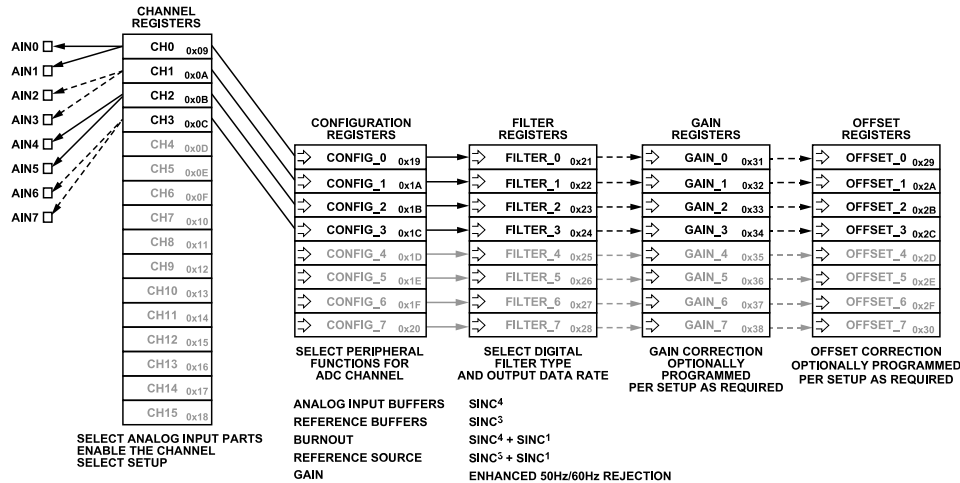 CHANNEL
REGISTERS
AIN0
AIN1
AIN2
AIN3
AIN4
AIN5
AIN6
AIN7
CH0 0x09
CH1 0x0A
CH2 0x0B
CH3 0x0C
CH4 0x0D
CH5 0x0E
CH6 0x0F
CH7 0x10
CH8 0x11
CH9 0x12
CH10 0x13
CH11 0x14
CH12 0x15
CH13 0x16
CH14 0x17
CH15 0x18
SELECT ANALOG INPUT PARTS
ENABLE THE CHANNEL
SELECT SETUP
CONFIGURATION
REGISTERS
CONFIG_0 0x19
CONFIG_1 0x1A
CONFIG_2 0x1B
CONFIG_3 0x1C
CONFIG_4 0x1D
CONFIG_5 0x1E
CONFIG_6 0x1F
CONFIG_7 0x20
SELECT PERIPHERAL
FUNCTIONS FOR
ADC CHANNEL
ANALOG INPUT BUFFERS
REFERENCE BUFFERS
BURNOUT
REFERENCE SOURCE
GAIN
FILTER
REGISTERS
FILTER_0 0x21
FILTER_1 0x22
FILTER_2 0x23
FILTER_3 0x24
FILTER_4 0x25
FILTER_5 0x26
FILTER_6 0x27
FILTER_7 0x28
SELECT DIGITAL
FILTER TYPE
AND OUTPUT DATA RATE
SINC4
SINC3
SINC4 + SINC1
SINC3 + SINC1
ENHANCED 50Hz/60Hz REJECTION
GAIN
REGISTERS
GAIN_0 0x31
GAIN_1 0x32
GAIN_2 0x33
GAIN_3 0x34
GAIN_4 0x35
GAIN_5 0x36
GAIN_6 0x37
GAIN_7 0x38
GAIN CORRECTION
OPTIONALLY
PROGRAMMED
PER SETUP AS REQUIRED
OFFSET
REGISTERS
OFFSET_0 0x29
OFFSET_1 0x2A
OFFSET_2 0x2B
OFFSET_3 0x2C
OFFSET_4 0x2D
OFFSET_5 0x2E
OFFSET_6 0x2F
OFFSET_7 0x30
OFFSET CORRECTION
OPTIONALLY PROGRAMMED
PER SETUP AS REQUIRED